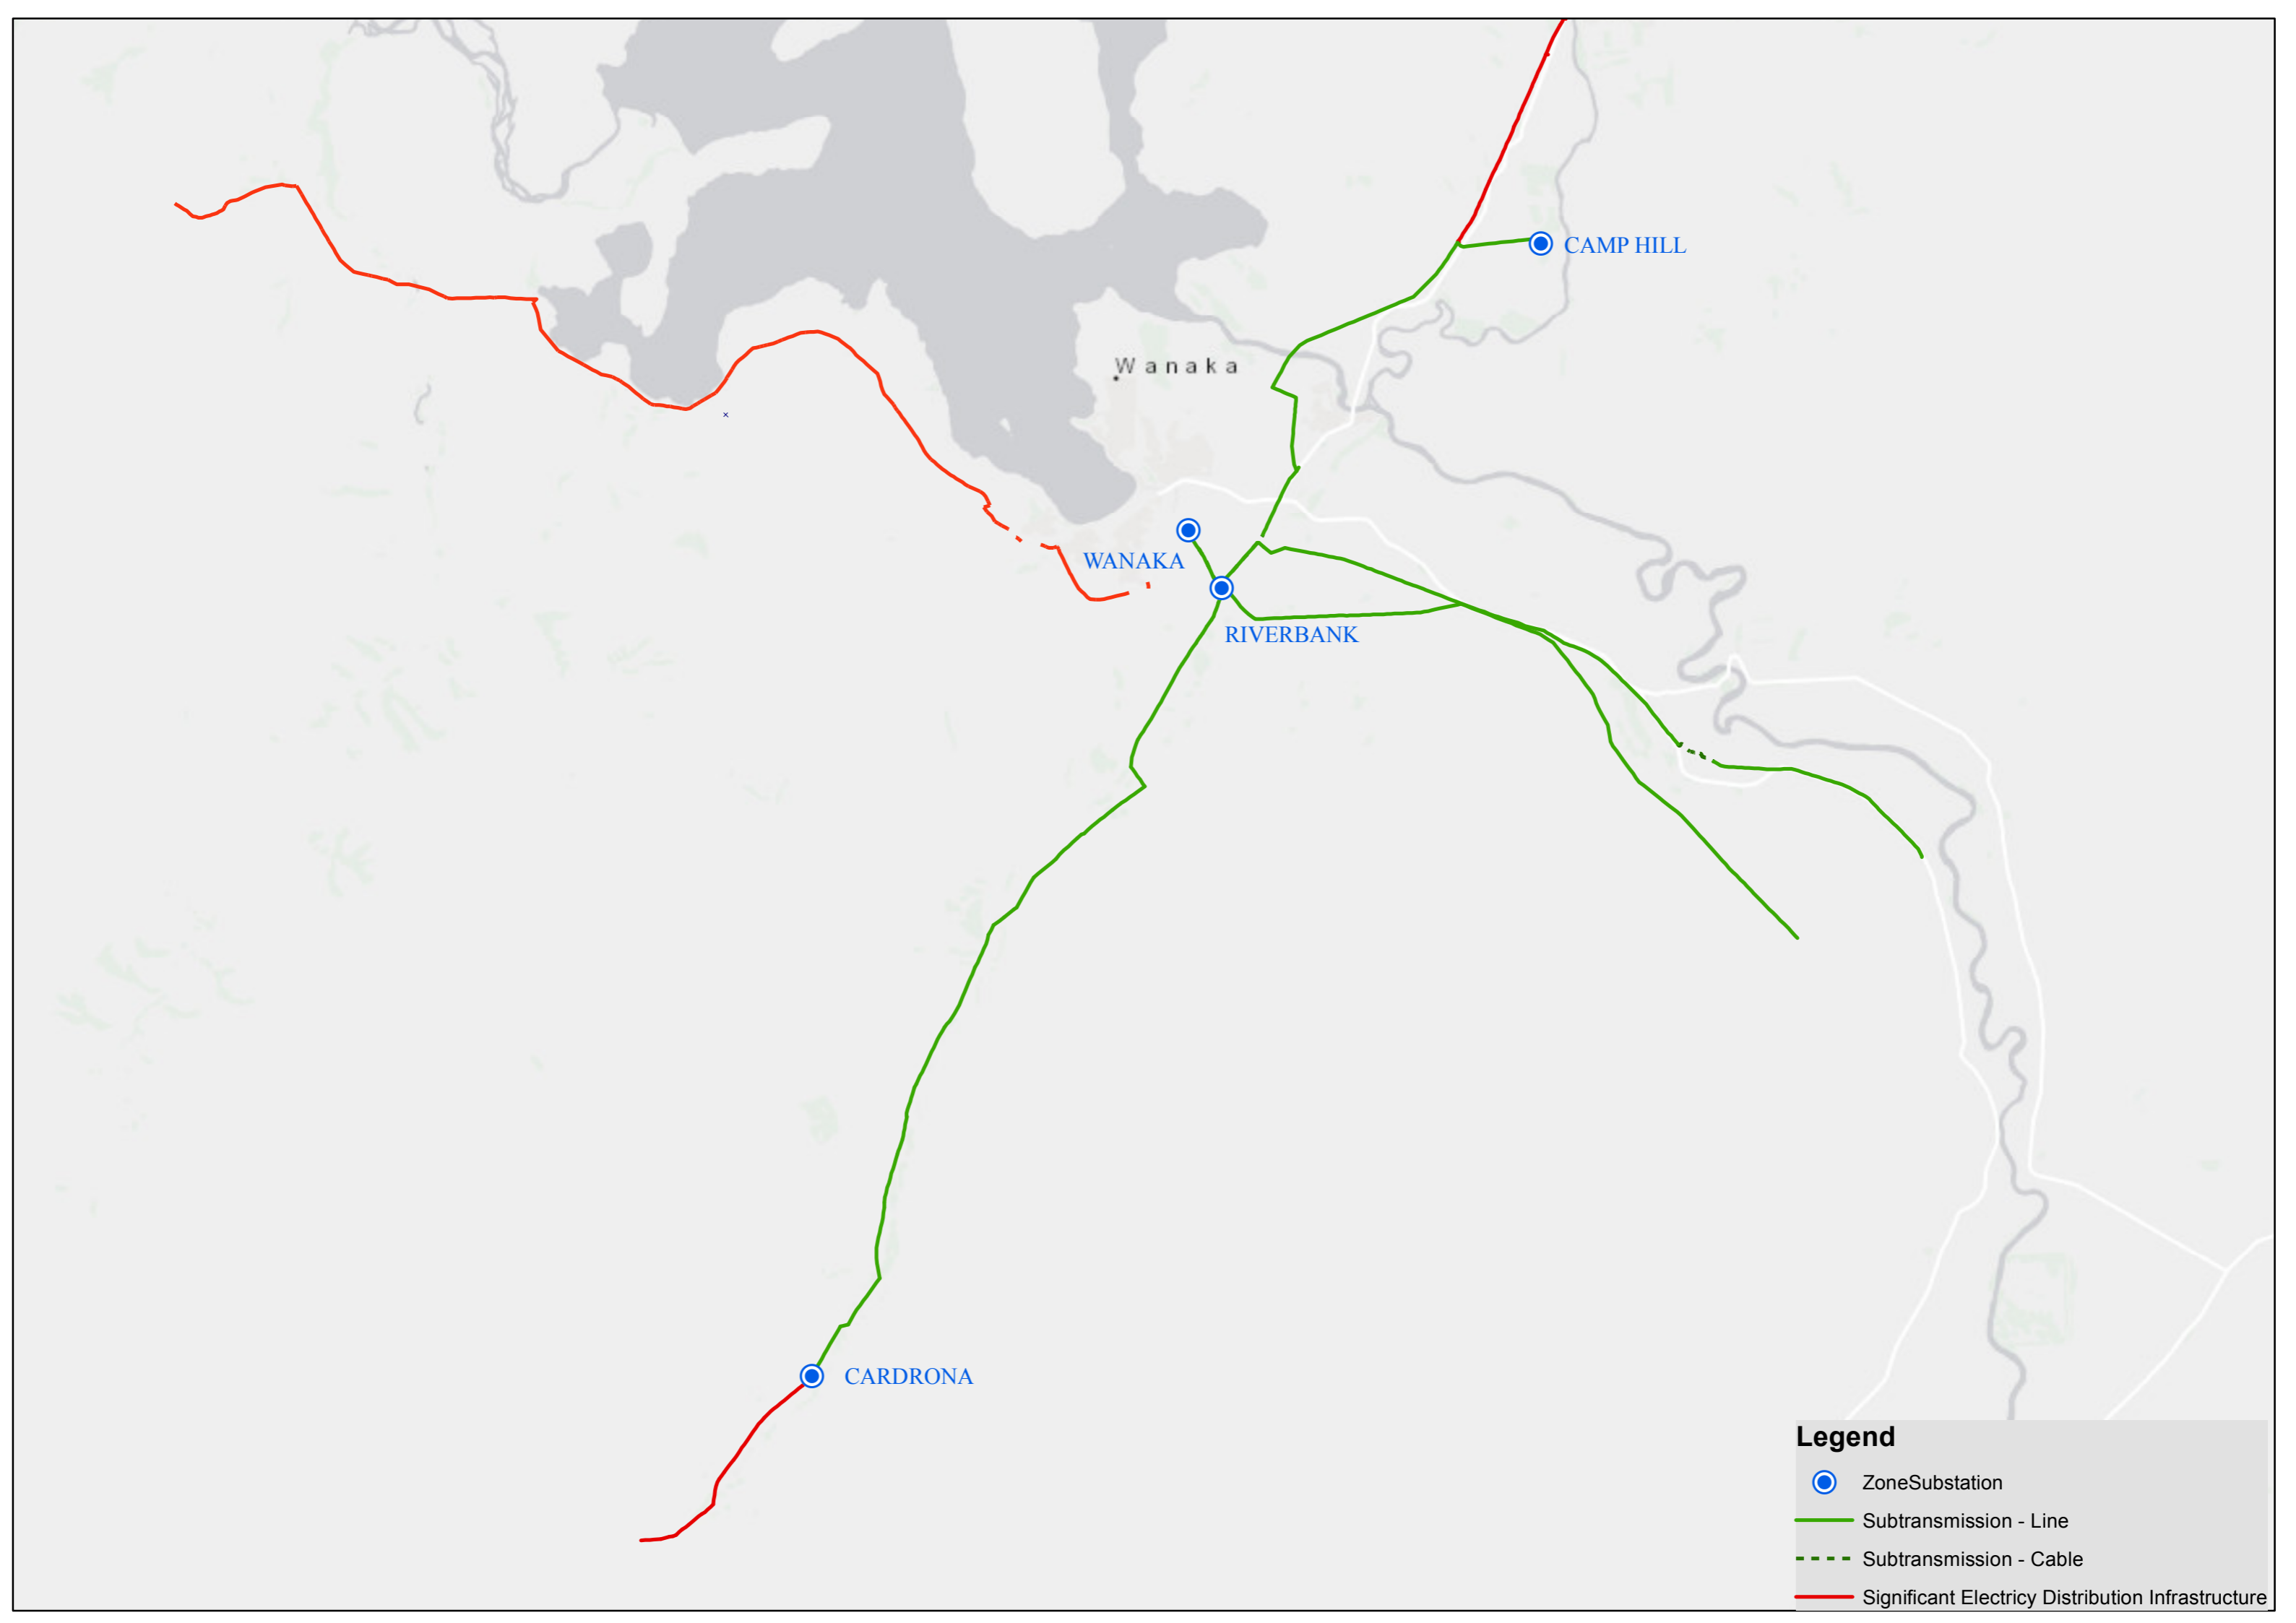 CAMP HILL
Wanaka
WANAKA
RIVERBANK
CARDRONA
Legend
ZoneSubstation
Subtransmission - Line
Subtransmission - Cable
Significant Electricy Distribution Infrastructure